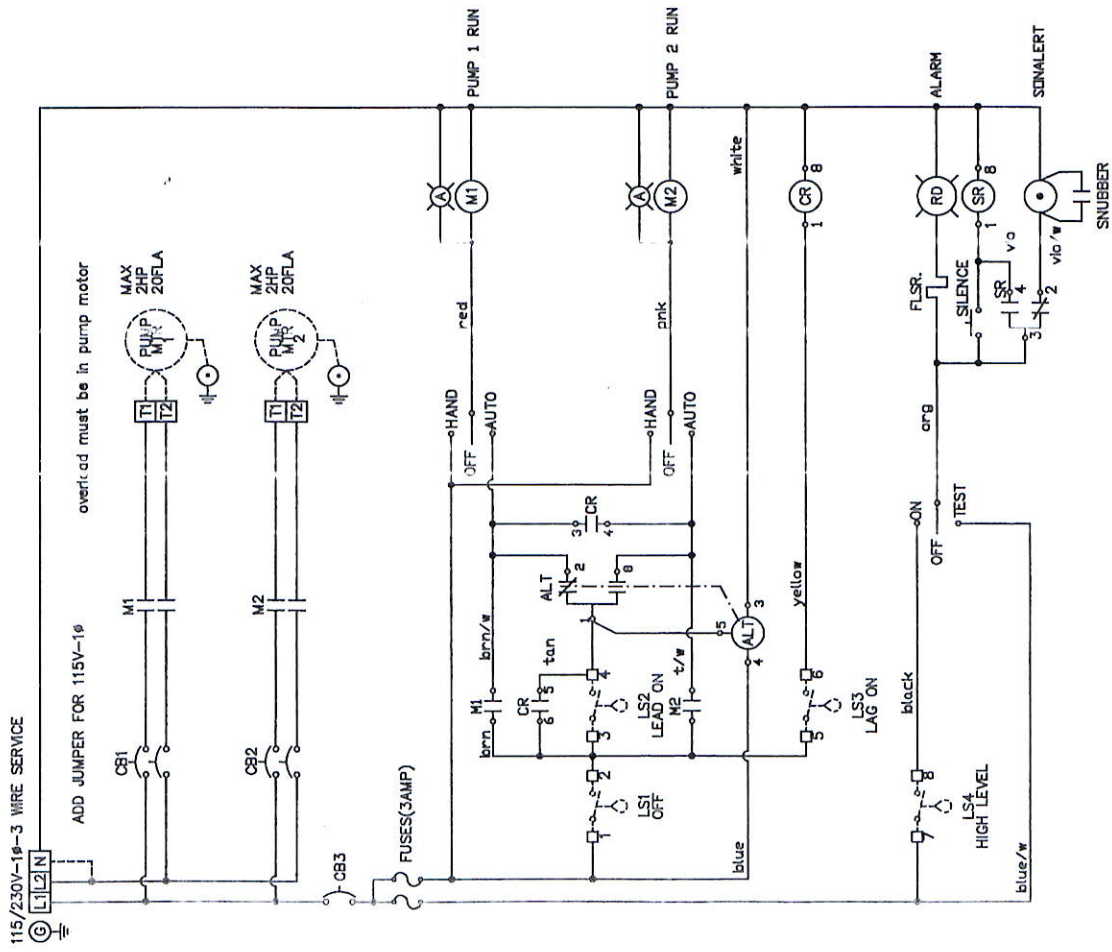 115/230V-1ø-3 WIRE SERVICE
G
L1 L2 N
ADD JUMPER FOR 115V-1ø
must be in pump motor
CB1
M1
T1
T2
PUMP
MTR
1
MAX
2HP
20FLA
CB2
M2
T1
T2
PUMP
MTR
2
MAX
2HP
20FLA
CB3
FUSES(3AMP)
HAND
OFF
AUTO
red
A
M1
PUMP 1 RUN
brn
M1
brn/w
CR
6 5
tan
ALT
2
8
1
3 CR 4
1
LS1
OFF
2
3
LS2
LEAD ON
4
M2
t/w
HAND
OFF
AUTO
pnk
A
M2
PUMP 2 RUN
blue
4
ALT
5
3
white
5
LS3
LAG ON
6
yellow
1
CR
8
7
LS4
HIGH LEVEL
8
black
ON
OFF
TEST
org
FLSR.
RD
ALARM
SILENCE
1
SR
8
SR
4
3
2
vio/w
SONALERT
SNUBBER
blue/w